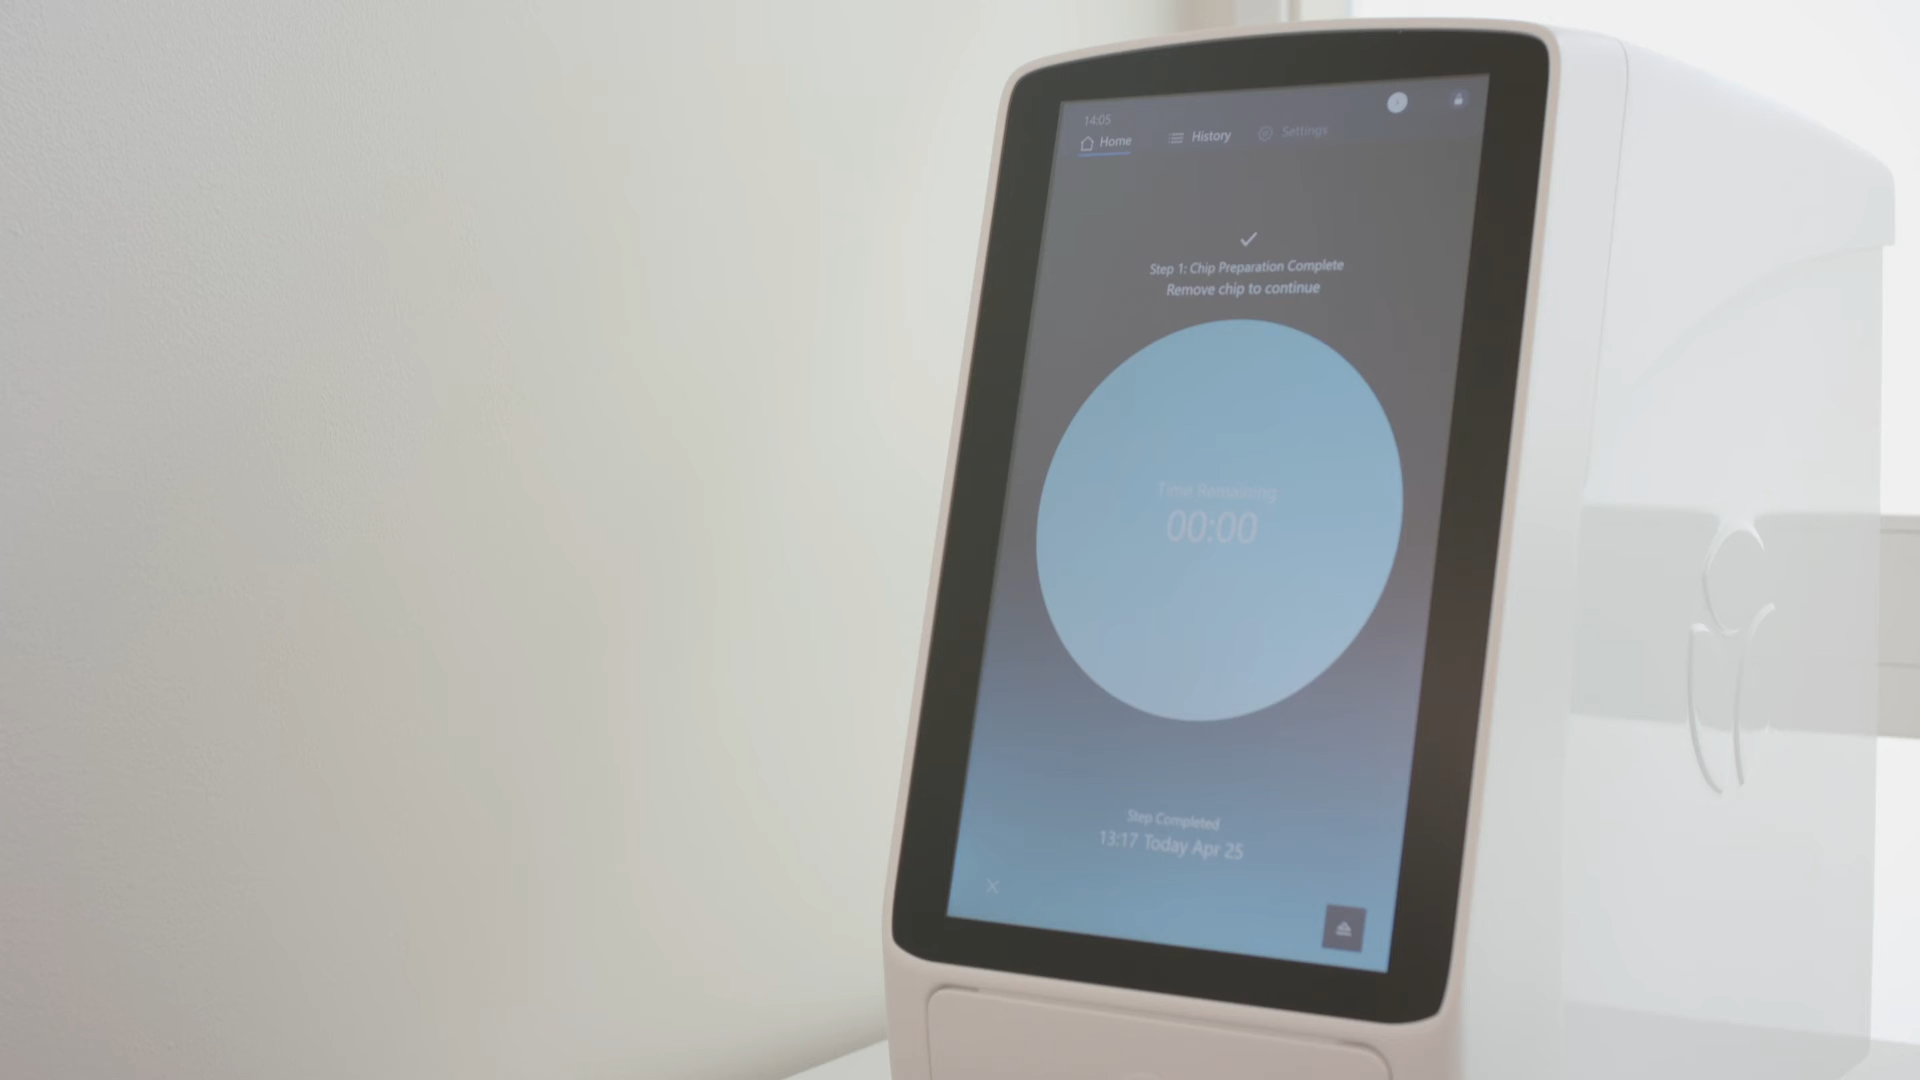 14:05
Home History Settings
Step 1: Chip Preparation Complete
Remove chip to continue
Time Remaining
00:00
Step Completed
13:17 Today Apr 25